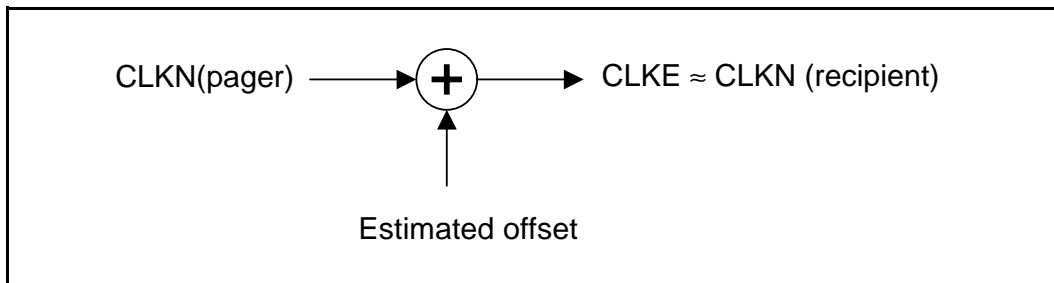 CLKN(pager)
+
CLKE ≈ CLKN (recipient)
Estimated offset